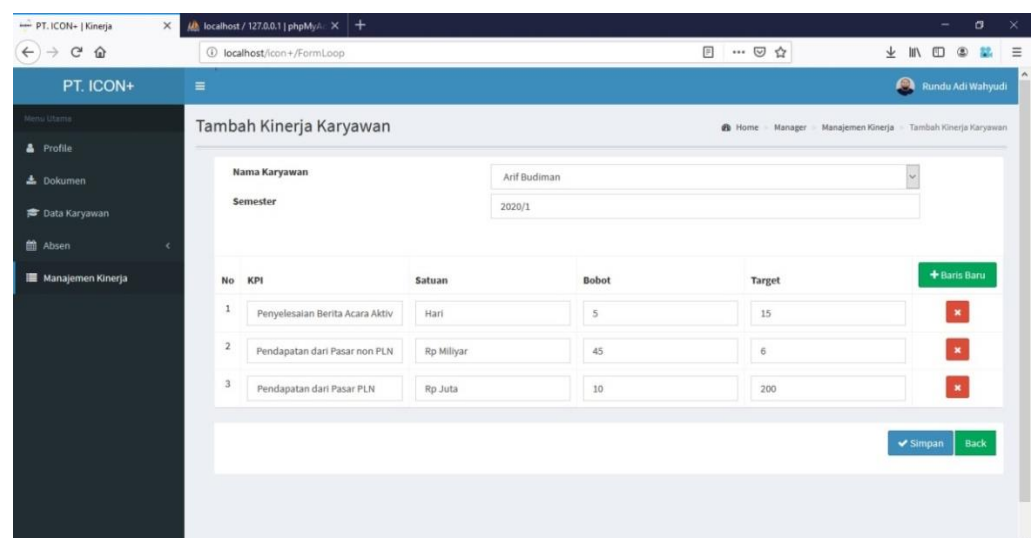 PT. ICON+ | Kinerja
localhost / 127.0.0.1 | phpMyA
localhost/icon+/FormLoop
PT. ICON+
Rundu Adi Wahyudi
Menu Utama
Tambah Kinerja Karyawan
Home
Manager
Manajemen Kinerja
Tambah Kinerja Karyawan
Profile
Dokumen
Data Karyawan
Absen
Manajemen Kinerja
Nama Karyawan
Arif Budiman
Semester
2020/1
No KPI Satuan Bobot Target
Baris Baru
1 Penyelesaian Berita Acara Aktiv Hari 5 15
2 Pendapatan dari Pasar non PLN Rp Miliyar 45 6
3 Pendapatan dari Pasar PLN Rp Juta 10 200
Simpan Back